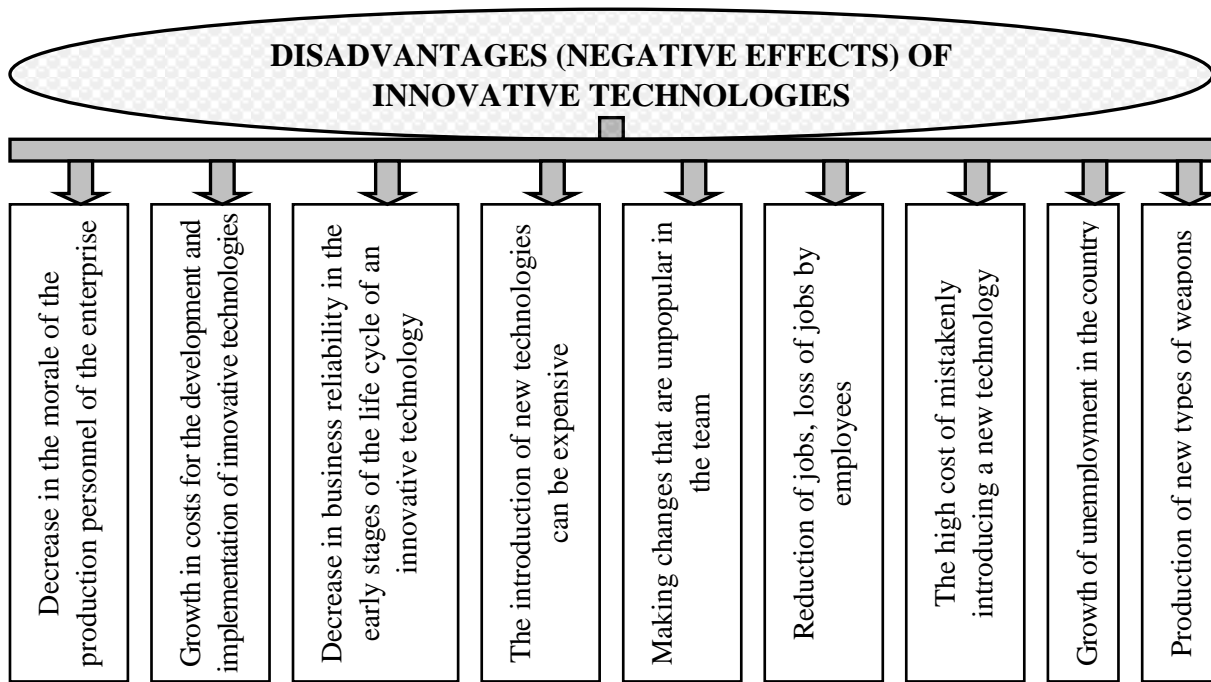 DISADVANTAGES (NEGATIVE EFFECTS) OF
INNOVATIVE TECHNOLOGIES
Decrease in the morale of the
production personnel of the enterprise
Growth in costs for the development and
implementation of innovative technologies
Decrease in business reliability in the
early stages of the life cycle of an
innovative technology
The introduction of new technologies
can be expensive
Making changes that are unpopular in
the team
Reduction of jobs, loss of jobs by
employees
The high cost of mistakenly
introducing a new technology
Growth of unemployment in the country
Production of new types of weapons